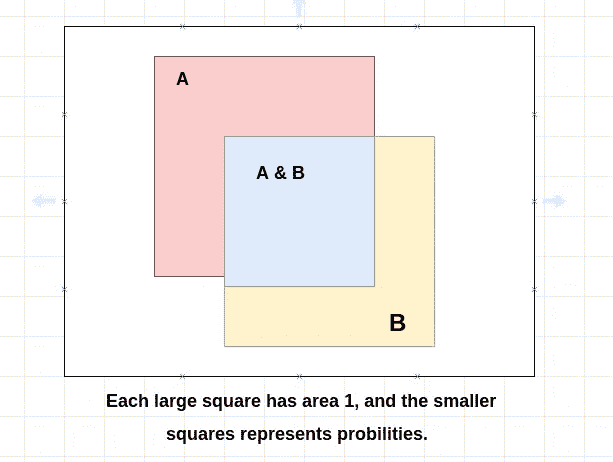 A
A & B
B
Each large square has area 1, and the smaller
squares represents probilities.